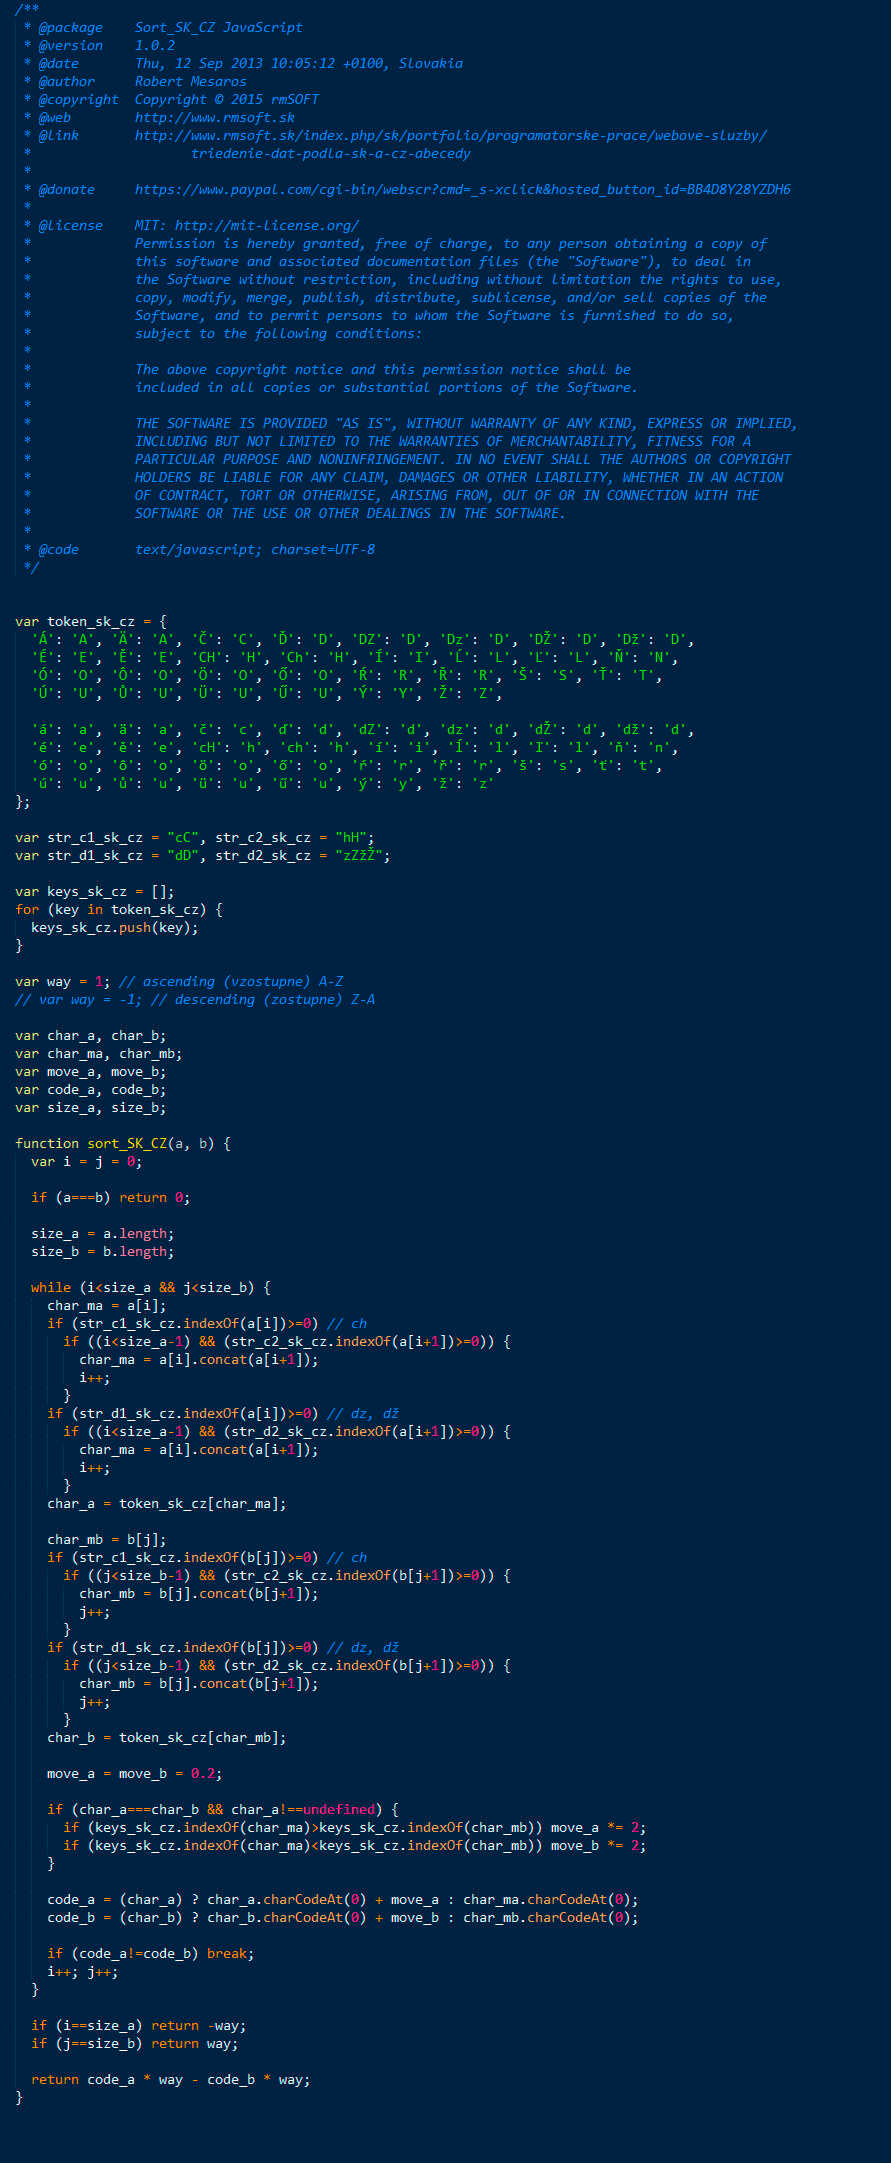 /**
 * @package    Sort_SK_CZ JavaScript
 * @version    1.0.2
 * @date       Thu, 12 Sep 2013 10:05:12 +0100, Slovakia
 * @author     Robert Mesaros
 * @copyright  Copyright © 2015 rmSOFT
 * @web        http://www.rmsoft.sk
 * @link       http://www.rmsoft.sk/index.php/sk/portfolio/programatorske-prace/webove-sluzby/
 *                    triedenie-dat-podla-sk-a-cz-abecedy
 *
 * @donate     https://www.paypal.com/cgi-bin/webscr?cmd=_s-xclick&hosted_button_id=BB4D8Y28YZDH6
 *
 * @license    MIT: http://mit-license.org/
 *             Permission is hereby granted, free of charge, to any person obtaining a copy of
 *             this software and associated documentation files (the "Software"), to deal in
 *             the Software without restriction, including without limitation the rights to use,
 *             copy, modify, merge, publish, distribute, sublicense, and/or sell copies of the
 *             Software, and to permit persons to whom the Software is furnished to do so,
 *             subject to the following conditions:
 *
 *             The above copyright notice and this permission notice shall be
 *             included in all copies or substantial portions of the Software.
 *
 *             THE SOFTWARE IS PROVIDED "AS IS", WITHOUT WARRANTY OF ANY KIND, EXPRESS OR IMPLIED,
 *             INCLUDING BUT NOT LIMITED TO THE WARRANTIES OF MERCHANTABILITY, FITNESS FOR A
 *             PARTICULAR PURPOSE AND NONINFRINGEMENT. IN NO EVENT SHALL THE AUTHORS OR COPYRIGHT
 *             HOLDERS BE LIABLE FOR ANY CLAIM, DAMAGES OR OTHER LIABILITY, WHETHER IN AN ACTION
 *             OF CONTRACT, TORT OR OTHERWISE, ARISING FROM, OUT OF OR IN CONNECTION WITH THE
 *             SOFTWARE OR THE USE OR OTHER DEALINGS IN THE SOFTWARE.
 *
 * @code       text/javascript; charset=UTF-8
 */

var token_sk_cz = {
  'Á': 'A', 'Ä': 'A', 'Č': 'C', 'Ď': 'D', 'DZ': 'D', 'Dz': 'D', 'DŽ': 'D', 'Dž': 'D',
  'É': 'E', 'Ě': 'E', 'CH': 'H', 'Ch': 'H', 'Í': 'I', 'Ĺ': 'L', 'Ľ': 'L', 'Ň': 'N',
  'Ó': 'O', 'Ô': 'O', 'Ö': 'O', 'Ő': 'O', 'Ŕ': 'R', 'Ř': 'R', 'Š': 'S', 'Ť': 'T',
  'Ú': 'U', 'Ů': 'U', 'Ü': 'U', 'Ű': 'U', 'Ý': 'Y', 'Ž': 'Z',

  'á': 'a', 'ä': 'a', 'č': 'c', 'ď': 'd', 'dZ': 'd', 'dz': 'd', 'dŽ': 'd', 'dž': 'd',
  'é': 'e', 'ě': 'e', 'cH': 'h', 'ch': 'h', 'í': 'i', 'ĺ': 'l', 'ľ': 'l', 'ň': 'n',
  'ó': 'o', 'ô': 'o', 'ö': 'o', 'ő': 'o', 'ŕ': 'r', 'ř': 'r', 'š': 's', 'ť': 't',
  'ú': 'u', 'ů': 'u', 'ü': 'u', 'ű': 'u', 'ý': 'y', 'ž': 'z'
};

var str_c1_sk_cz = "cC", str_c2_sk_cz = "hH";
var str_d1_sk_cz = "dD", str_d2_sk_cz = "zZžŽ";

var keys_sk_cz = [];
for (key in token_sk_cz) {
  keys_sk_cz.push(key);
}

var way = 1; // ascending (vzostupne) A-Z
// var way = -1; // descending (zostupne) Z-A

var char_a, char_b;
var char_ma, char_mb;
var move_a, move_b;
var code_a, code_b;
var size_a, size_b;

function sort_SK_CZ(a, b) {
  var i = j = 0;

  if (a===b) return 0;

  size_a = a.length;
  size_b = b.length;

  while (i<size_a && j<size_b) {
    char_ma = a[i];
    if (str_c1_sk_cz.indexOf(a[i])>=0) // ch
      if ((i<size_a-1) && (str_c2_sk_cz.indexOf(a[i+1])>=0)) {
        char_ma = a[i].concat(a[i+1]);
        i++;
      }
    if (str_d1_sk_cz.indexOf(a[i])>=0) // dz, dž
      if ((i<size_a-1) && (str_d2_sk_cz.indexOf(a[i+1])>=0)) {
        char_ma = a[i].concat(a[i+1]);
        i++;
      }
    char_a = token_sk_cz[char_ma];

    char_mb = b[j];
    if (str_c1_sk_cz.indexOf(b[j])>=0) // ch
      if ((j<size_b-1) && (str_c2_sk_cz.indexOf(b[j+1])>=0)) {
        char_mb = b[j].concat(b[j+1]);
        j++;
      }
    if (str_d1_sk_cz.indexOf(b[j])>=0) // dz, dž
      if ((j<size_b-1) && (str_d2_sk_cz.indexOf(b[j+1])>=0)) {
        char_mb = b[j].concat(b[j+1]);
        j++;
      }
    char_b = token_sk_cz[char_mb];

    move_a = move_b = 0.2;

    if (char_a===char_b && char_a!==undefined) {
      if (keys_sk_cz.indexOf(char_ma)>keys_sk_cz.indexOf(char_mb)) move_a *= 2;
      if (keys_sk_cz.indexOf(char_ma)<keys_sk_cz.indexOf(char_mb)) move_b *= 2;
    }

    code_a = (char_a) ? char_a.charCodeAt(0) + move_a : char_ma.charCodeAt(0);
    code_b = (char_b) ? char_b.charCodeAt(0) + move_b : char_mb.charCodeAt(0);

    if (code_a!=code_b) break;
    i++; j++;
  }

  if (i==size_a) return -way;
  if (j==size_b) return way;

  return code_a * way - code_b * way;
}